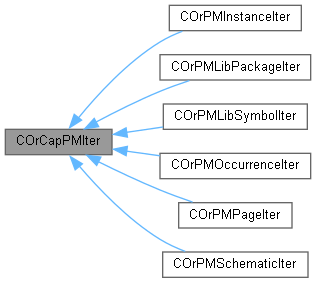 COrPMInstanceIter
COrPMLibPackageIter
COrPMLibSymbolIter
COrCapPMIter
COrPMOccurrenceIter
COrPMPageIter
COrPMSchematicIter